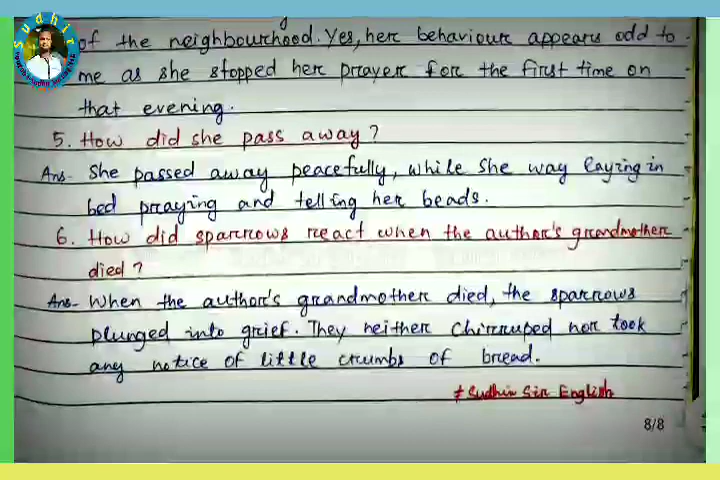 Sudhir
of the neighbourhood. Yes, her behaviour appears odd to
me as she stopped her prayer for the first time on
that evening.
5. How did she pass away?
Ans- She passed away peacefully, while she way laying in
bed praying and telling her beads.
6. How did sparrows react when the author's grandmother
died?
Ans- When the author's grandmother died, the sparrows
plunged into grief. They neither chirruped nor took
any notice of little crumbs of bread.
# Sudhir Sir English
8/8